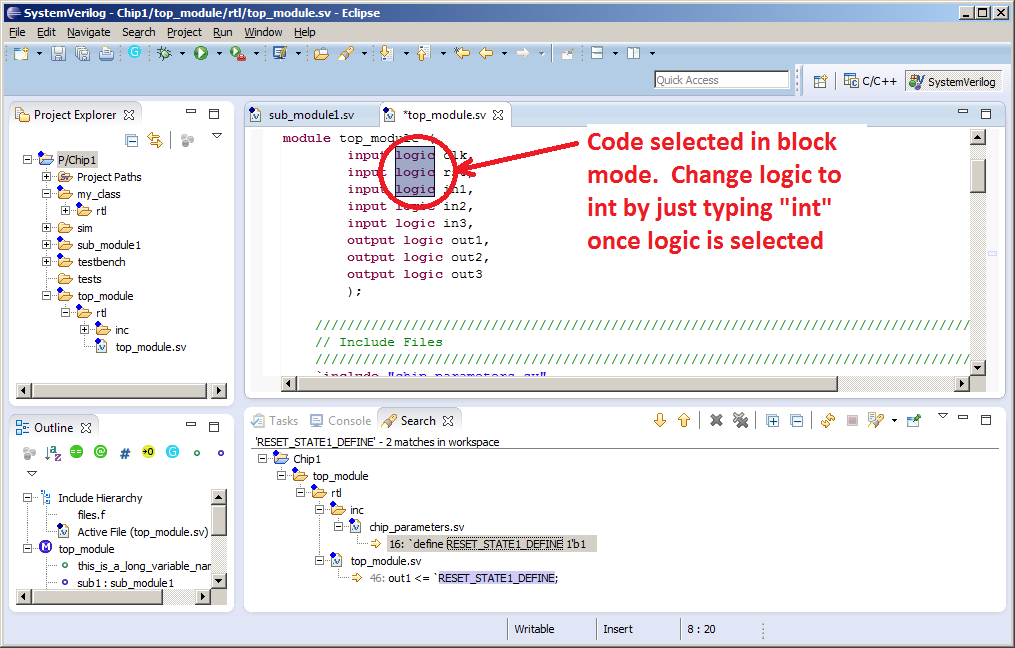 SystemVerilog - Chip1/top_module/rtl/top_module.sv - Eclipse
File Edit Navigate Search Project Run Window Help
Quick Access
C/C++
SystemVerilog
Project Explorer
P/Chip1
Project Paths
my_class
rtl
sim
sub_module1
testbench
tests
top_module
rtl
inc
top_module.sv
sub_module1.sv
*top_module.sv
module top_module (
input logic clk,
input logic
input logic in1,
input logic in2,
input logic in3,
output logic out1,
output logic out2,
output logic out3
);
////////////////////////////////////////////////////////////////////////////////
// Include Files
////////////////////////////////////////////////////////////////////////////////
`include "chip_parameters.sv"
Code selected in block
mode. Change logic to
int by just typing "int"
once logic is selected
Outline
Include Hierarchy
files.f
Active File (top_module.sv)
top_module
this_is_a_long_variable_nar
sub1 : sub_module1
Tasks
Console
Search
'RESET_STATE1_DEFINE' - 2 matches in workspace
Chip1
top_module
rtl
inc
chip_parameters.sv
16: `define RESET_STATE1_DEFINE 1'b1
top_module.sv
46: out1 <= `RESET_STATE1_DEFINE;
Writable
Insert
8 : 20